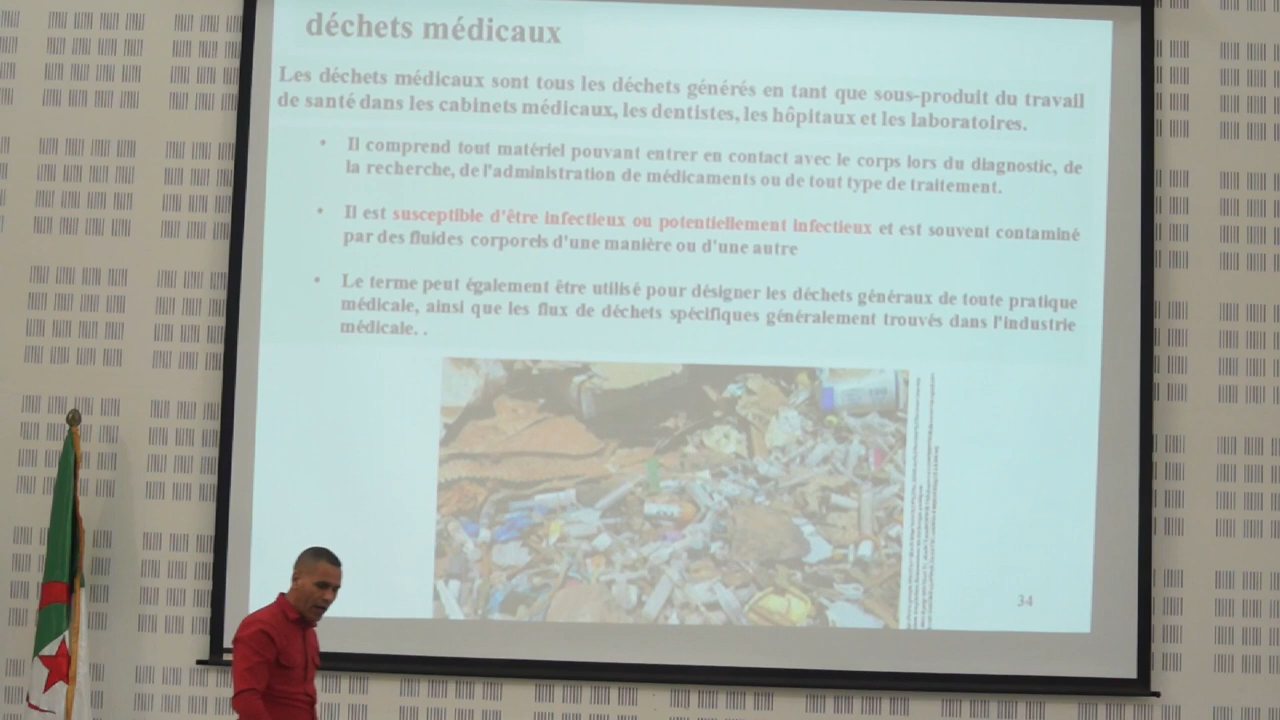 déchets médicaux
Les déchets médicaux sont tous les déchets générés en tant que sous-produit du travail
de santé dans les cabinets médicaux, les dentistes, les hôpitaux et les laboratoires.
• Il comprend tout matériel pouvant entrer en contact avec le corps lors du diagnostic, de
la recherche, de l'administration de médicaments ou de tout type de traitement.
• Il est susceptible d'être infectieux ou potentiellement infectieux et est souvent contaminé
par des fluides corporels d'une manière ou d'une autre
• Le terme peut également être utilisé pour désigner les déchets généraux de toute pratique
médicale, ainsi que les flux de déchets spécifiques généralement trouvés dans l'industrie
médicale. .
34